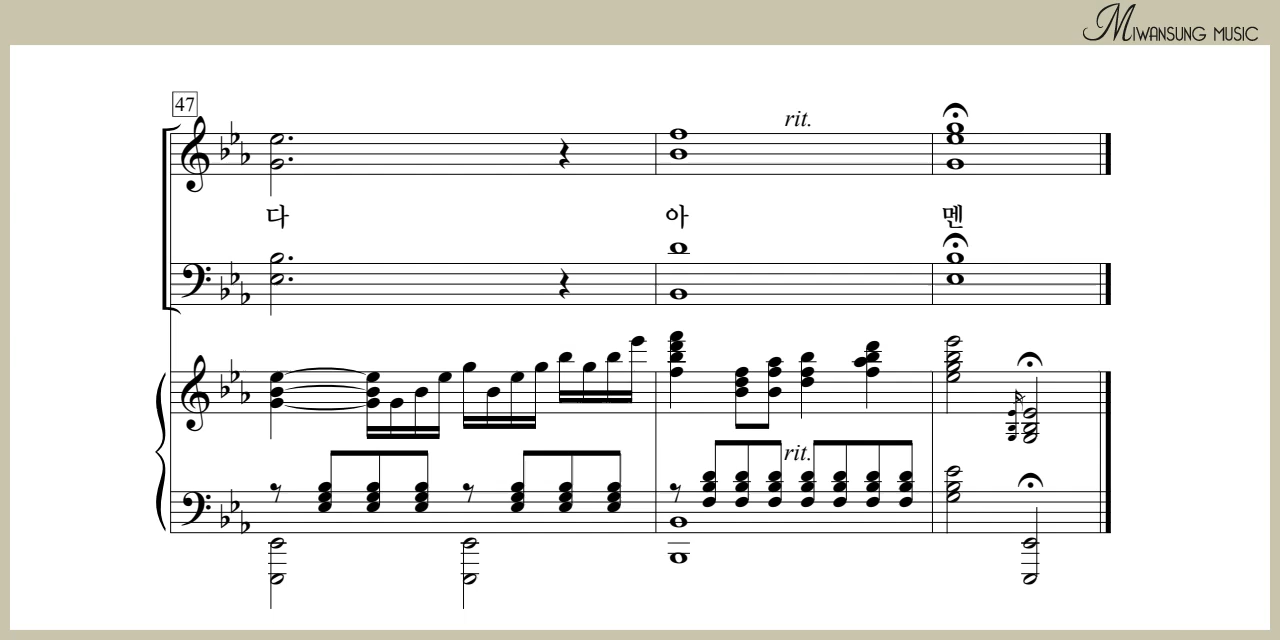 MIWANSUNG MUSIC
47
rit.
다 아 멘
rit.